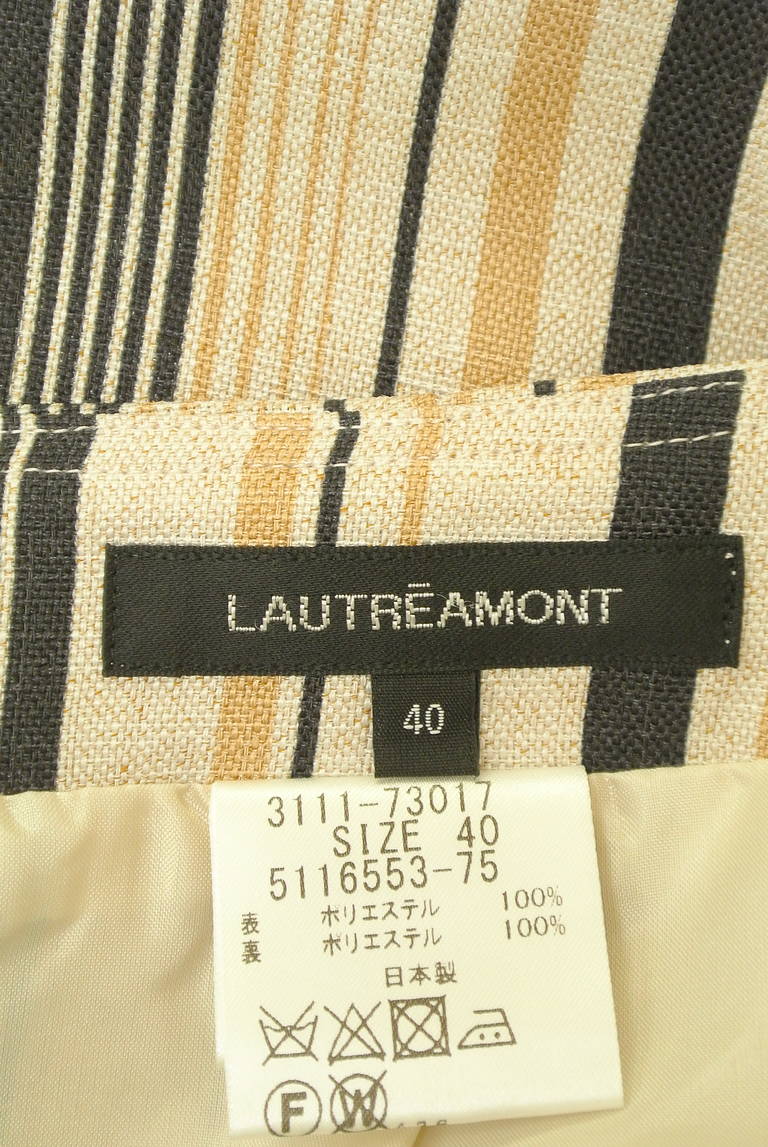 LAUTRĒAMONT
40
3111-73017
SIZE 40
5116553-75
表 ポリエステル 100%
裏 ポリエステル 100%
日本製
F W